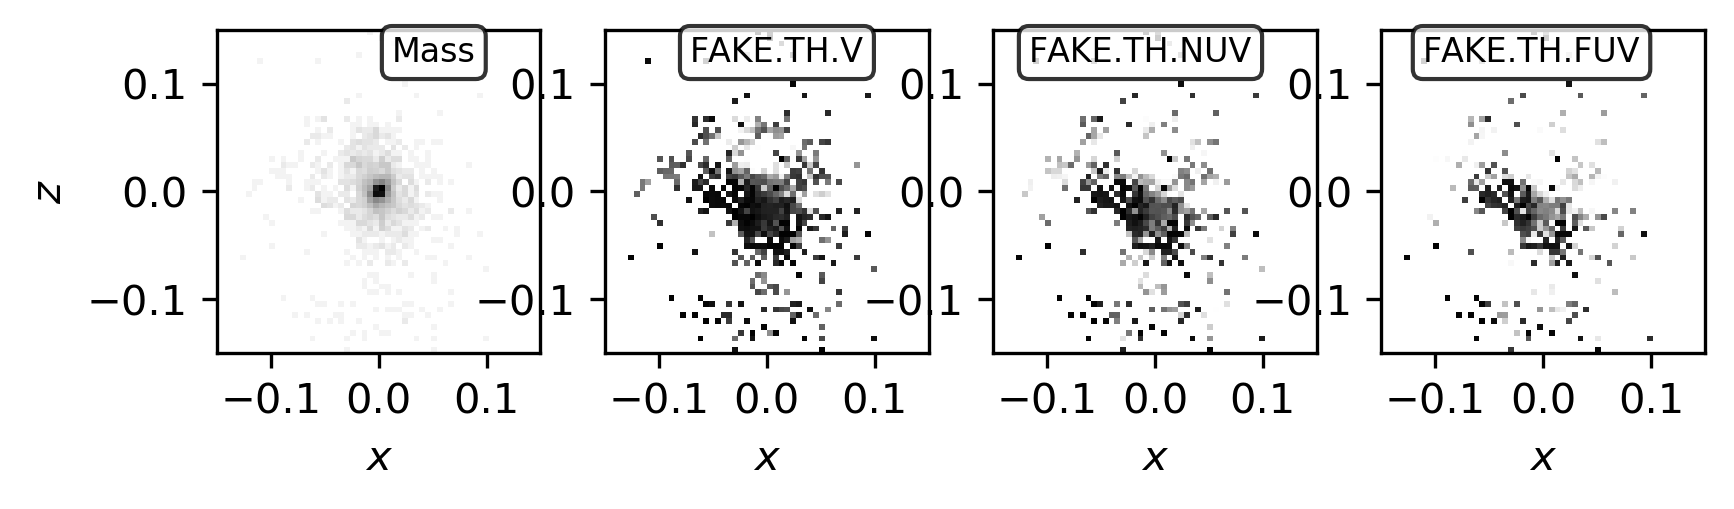 Mass FAKE.TH.V FAKE.TH.NUV FAKE.TH.FUV
0.1 0.1 0.1 0.1
z 0.0 0.0 0.0 0.0
−0.1 −0.1 −0.1 −0.1
−0.1 0.0 0.1 −0.1 0.0 0.1 −0.1 0.0 0.1 −0.1 0.0 0.1
x x x x